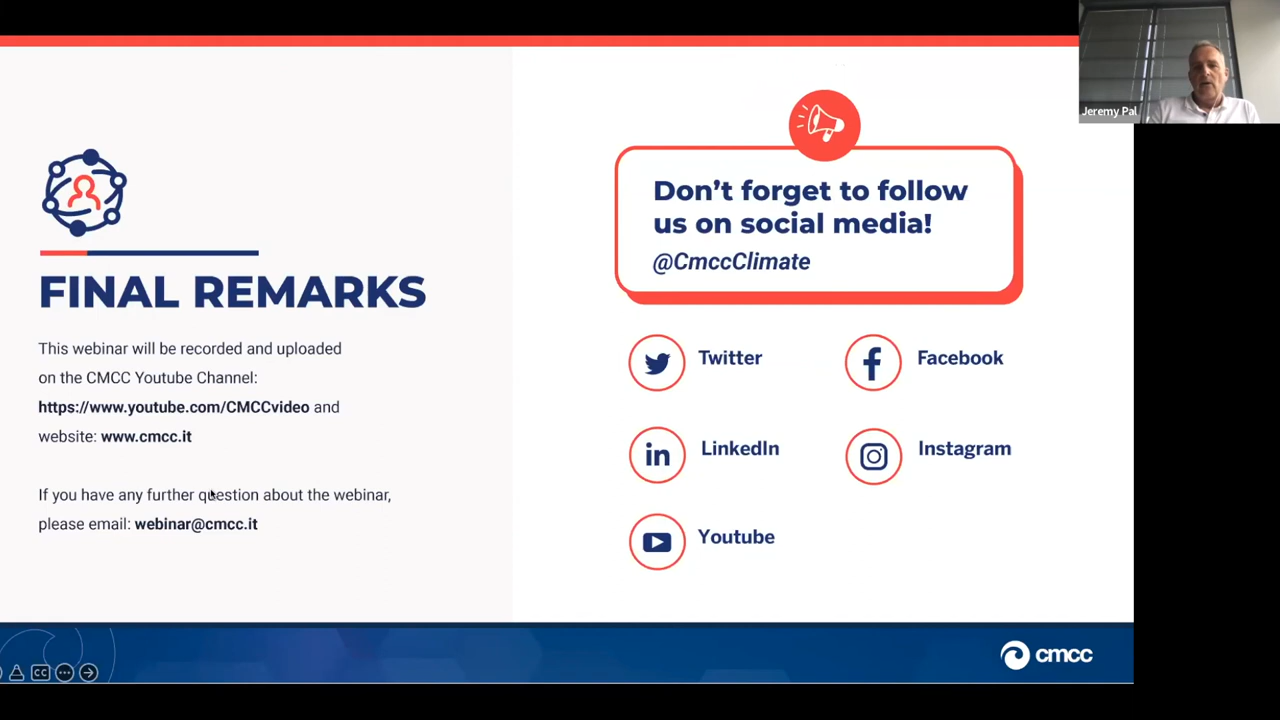 Jeremy Pal
FINAL REMARKS
This webinar will be recorded and uploaded
on the CMCC Youtube Channel:
https://www.youtube.com/CMCCvideo and
website: www.cmcc.it
If you have any further question about the webinar,
please email: webinar@cmcc.it
Don’t forget to follow
us on social media!
@CmccClimate
Twitter
Facebook
in
LinkedIn
Instagram
Youtube
CC
cmcc